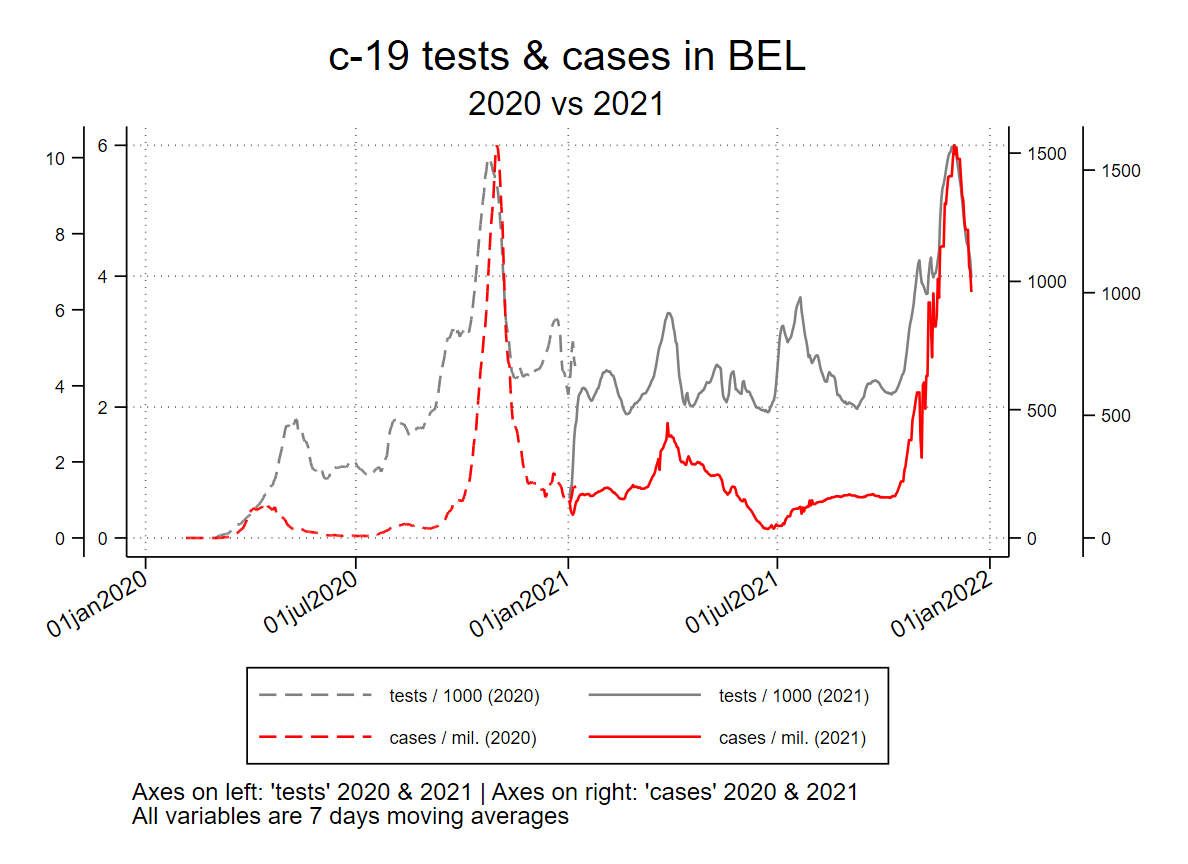 c-19 tests & cases in BEL
2020 vs 2021
10
8
6
4
2
0
6
4
2
0
1500
1000
500
0
1500
1000
500
0
01jan2020
01jul2020
01jan2021
01jul2021
01jan2022
tests / 1000 (2020)
tests / 1000 (2021)
cases / mil. (2020)
cases / mil. (2021)
Axes on left: 'tests' 2020 & 2021 | Axes on right: 'cases' 2020 & 2021
All variables are 7 days moving averages